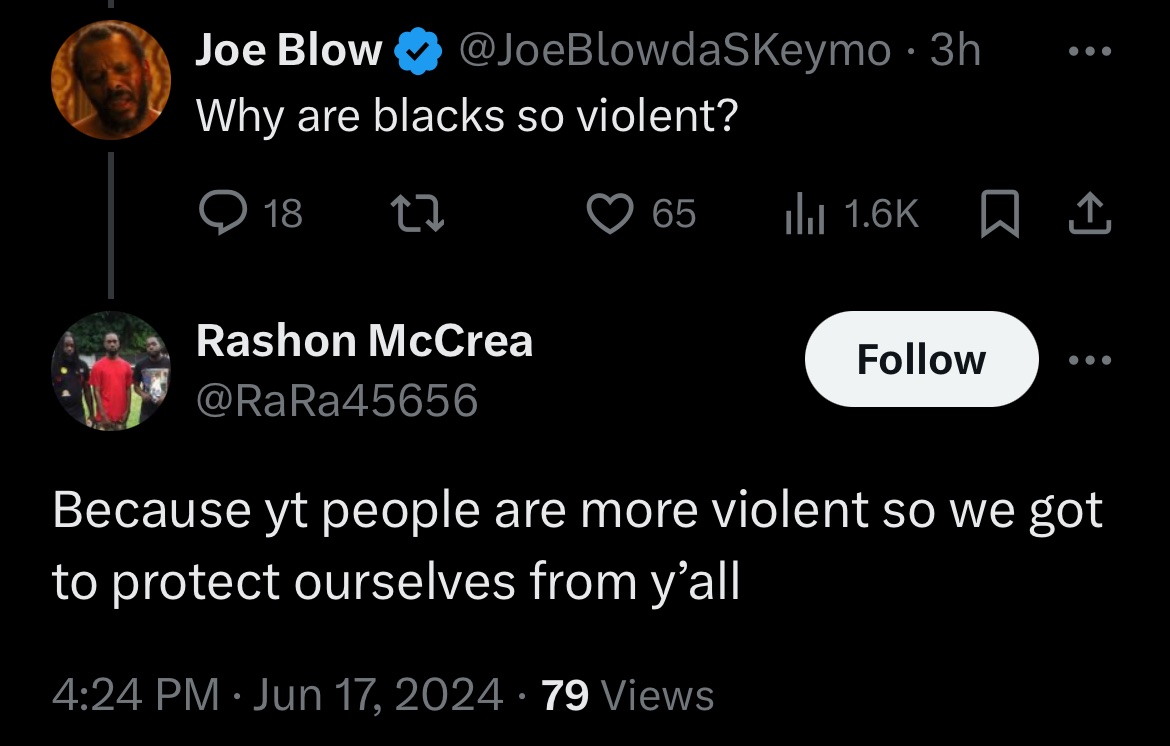 Joe Blow @JoeBlowdaSKeymo · 3h
Why are blacks so violent?
18 65 1.6K
Rashon McCrea
Follow
@RaRa45656
Because yt people are more violent so we got
to protect ourselves from y’all
4:24 PM · Jun 17, 2024 · 79 Views